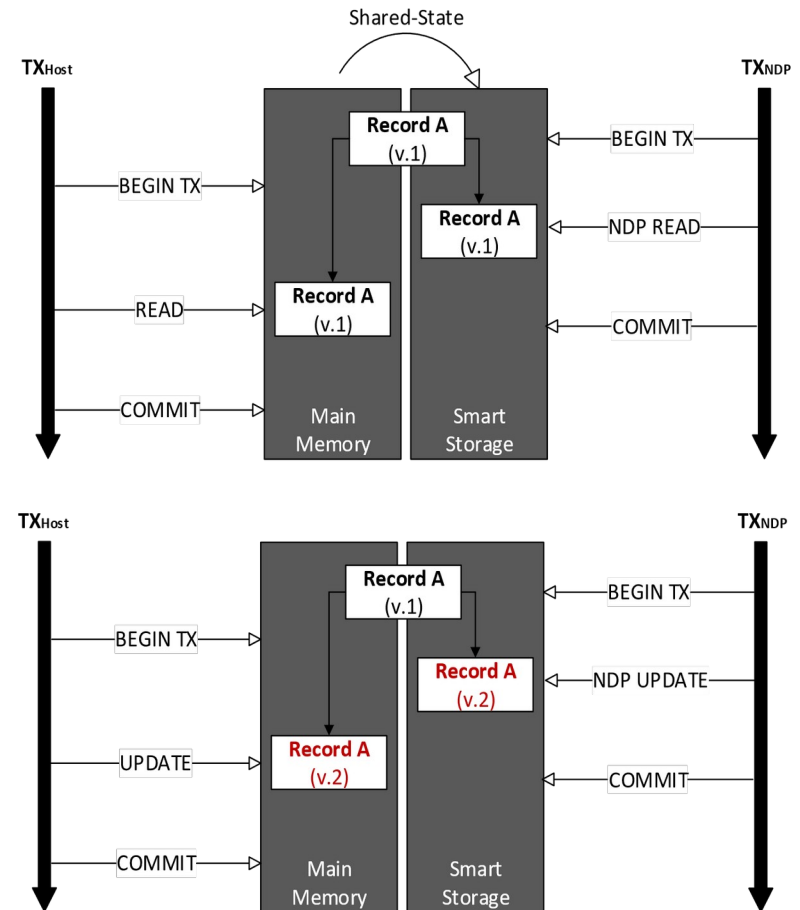 Shared-State
TXHost
TXNDP
Record A
(v.1)
BEGIN TX
BEGIN TX
Record A
(v.1)
NDP READ
Record A
(v.1)
READ
COMMIT
COMMIT
Main
Memory
Smart
Storage
TXHost
TXNDP
Record A
(v.1)
BEGIN TX
BEGIN TX
Record A
(v.2)
NDP UPDATE
Record A
(v.2)
UPDATE
COMMIT
COMMIT
Main
Memory
Smart
Storage